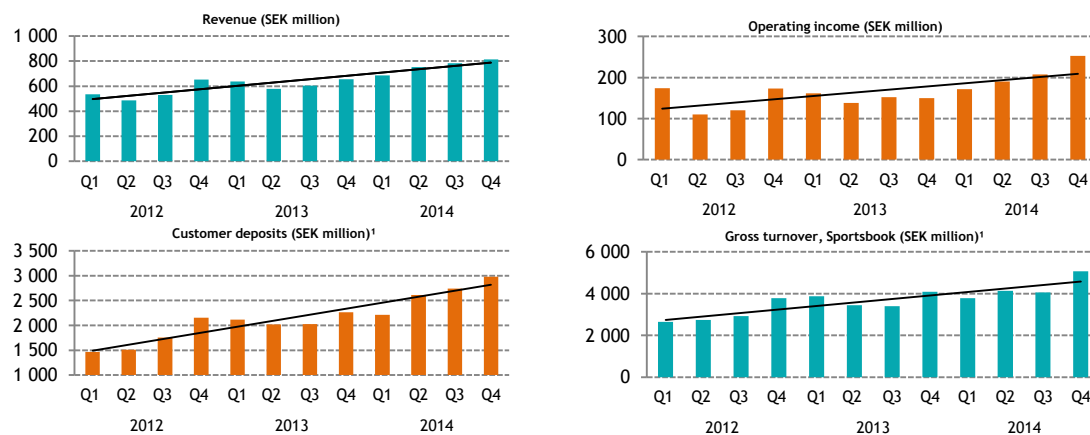 Revenue (SEK million)
1 000
800
600
400
200
0
Q1 Q2 Q3 Q4 Q1 Q2 Q3 Q4 Q1 Q2 Q3 Q4
2012 2013 2014
Operating income (SEK million)
300
200
100
0
Q1 Q2 Q3 Q4 Q1 Q2 Q3 Q4 Q1 Q2 Q3 Q4
2012 2013 2014
Customer deposits (SEK million)¹
3 500
3 000
2 500
2 000
1 500
1 000
Q1 Q2 Q3 Q4 Q1 Q2 Q3 Q4 Q1 Q2 Q3 Q4
2012 2013 2014
Gross turnover, Sportsbook (SEK million)¹
6 000
4 000
2 000
0
Q1 Q2 Q3 Q4 Q1 Q2 Q3 Q4 Q1 Q2 Q3 Q4
2012 2013 2014